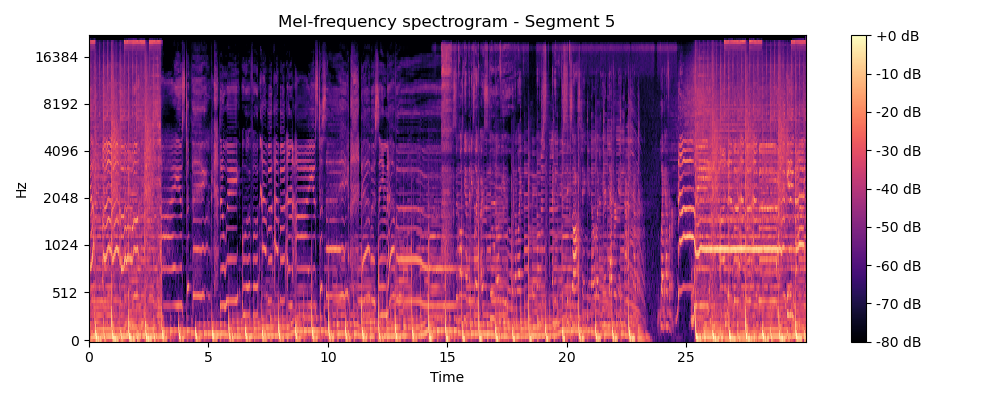 Mel-frequency spectrogram - Segment 5
Hz
16384
8192
4096
2048
1024
512
0
0 5 10 15 20 25
Time
+0 dB
-10 dB
-20 dB
-30 dB
-40 dB
-50 dB
-60 dB
-70 dB
-80 dB